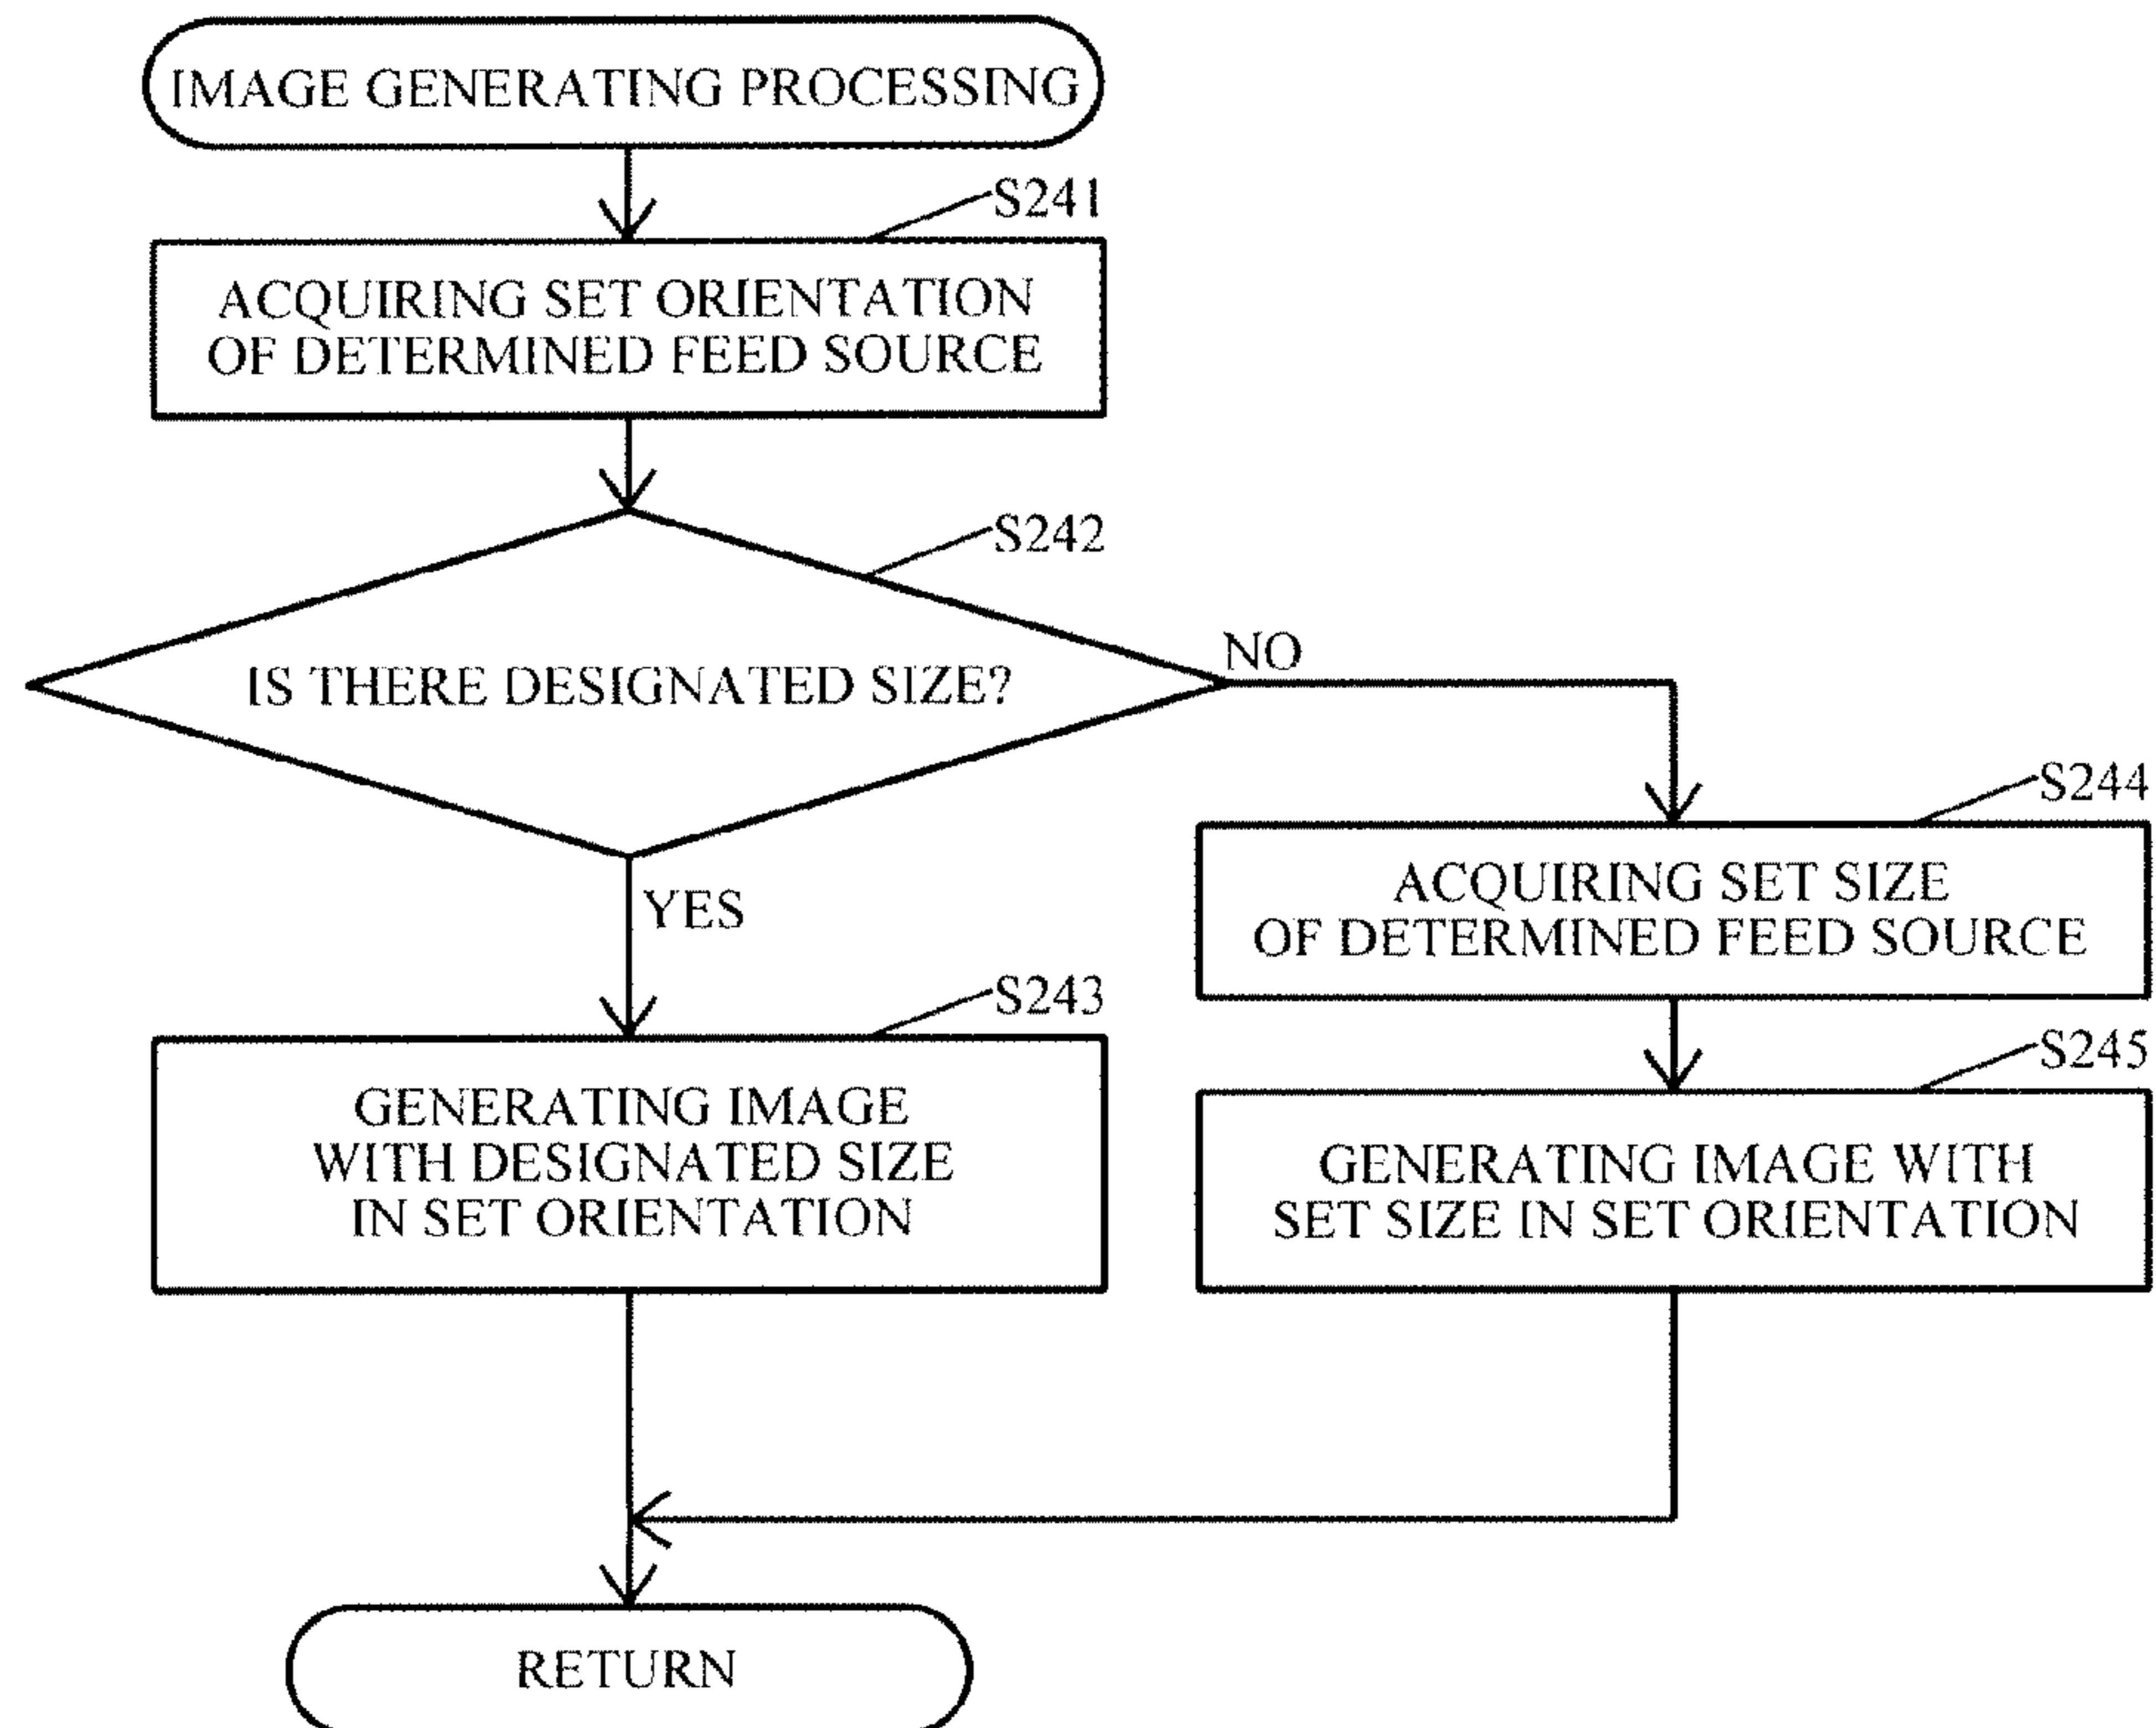 IMAGE GENERATING PROCESSING
S241
ACQUIRING SET ORIENTATION
OF DETERMINED FEED SOURCE
S242
IS THERE DESIGNATED SIZE?
NO
YES
S243
GENERATING IMAGE
WITH DESIGNATED SIZE
IN SET ORIENTATION
S244
ACQUIRING SET SIZE
OF DETERMINED FEED SOURCE
S245
GENERATING IMAGE WITH
SET SIZE IN SET ORIENTATION
RETURN